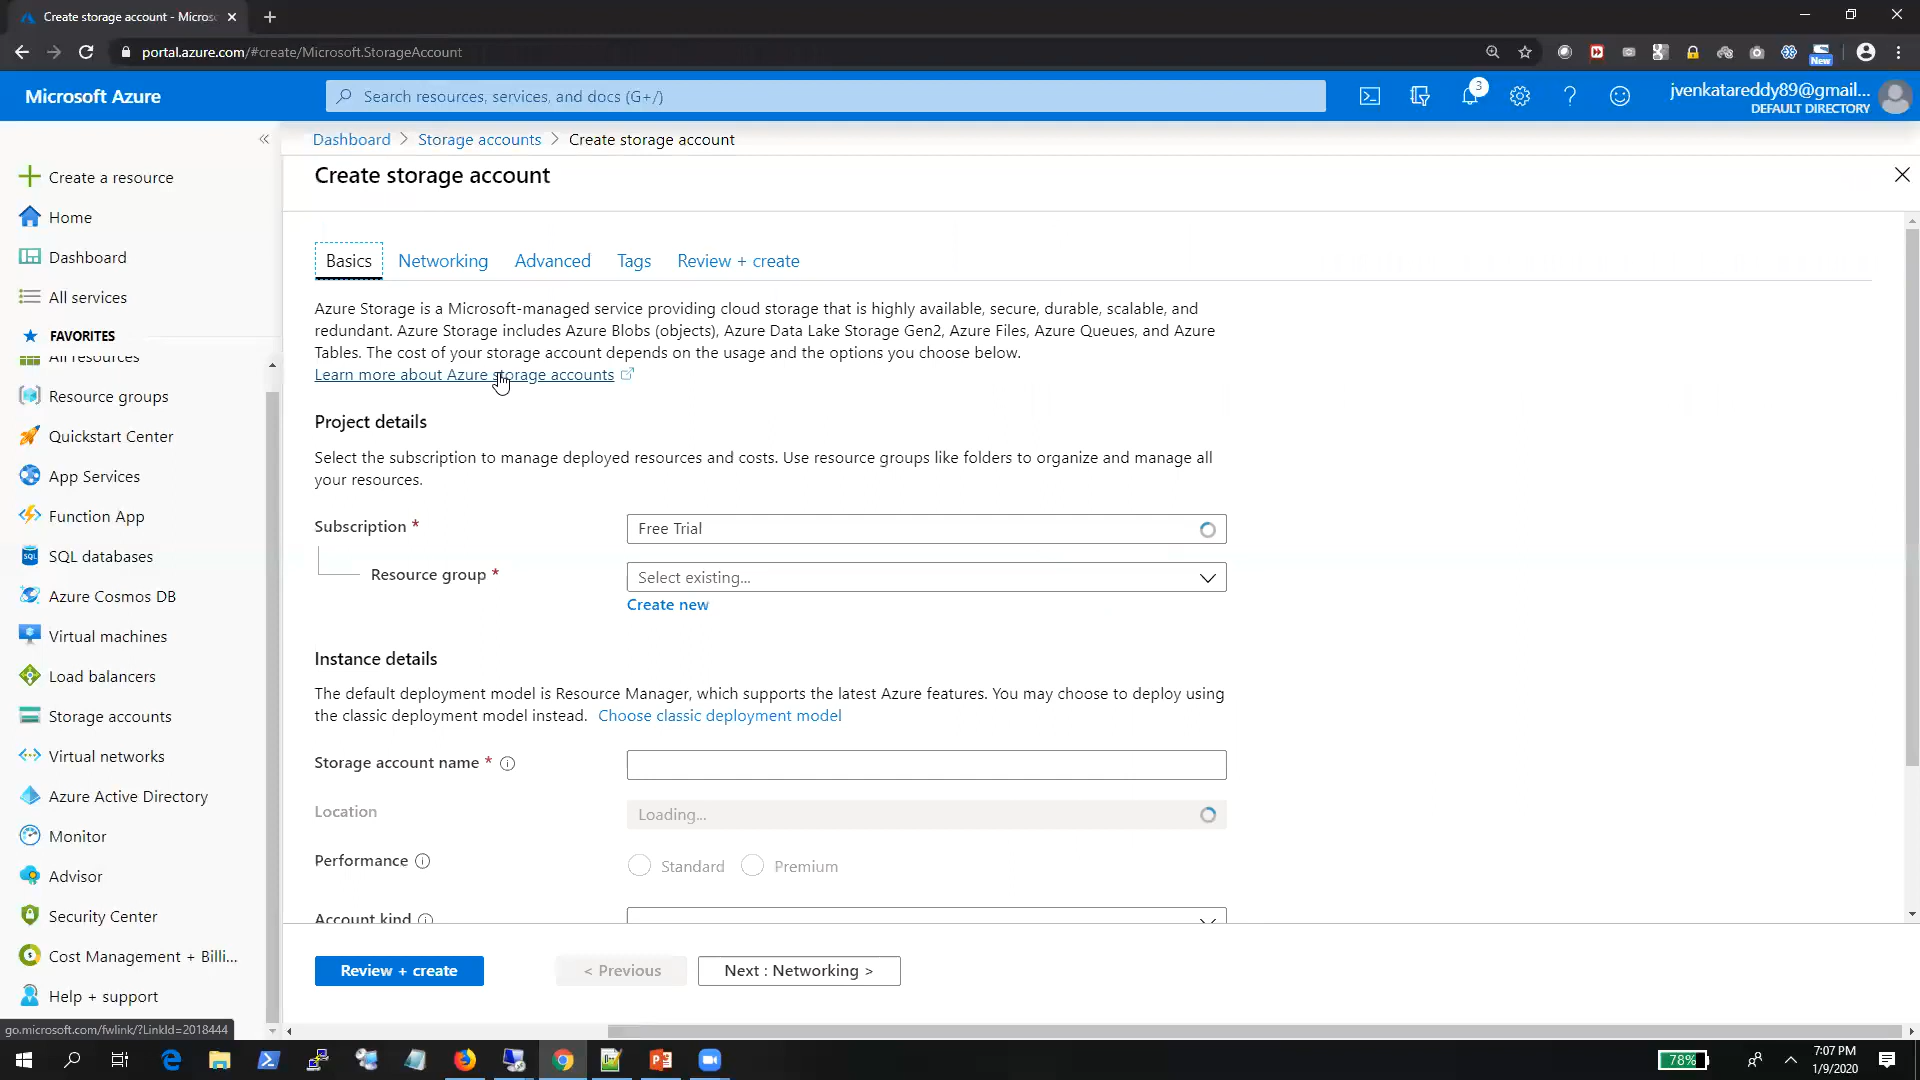 Create storage account - Micros
portal.azure.com/#create/Microsoft.StorageAccount
New
Microsoft Azure
Search resources, services, and docs (G+/)
3
jvenkatareddy89@gmail...
DEFAULT DIRECTORY
Dashboard > Storage accounts > Create storage account
Create storage account
Create a resource
Home
Dashboard
All services
FAVORITES
All resources
Resource groups
Quickstart Center
App Services
Function App
SQL databases
Azure Cosmos DB
Virtual machines
Load balancers
Storage accounts
Virtual networks
Azure Active Directory
Monitor
Advisor
Security Center
Cost Management + Billi...
Help + support
go.microsoft.com/fwlink/?LinkId=2018444
Basics Networking Advanced Tags Review + create
Azure Storage is a Microsoft-managed service providing cloud storage that is highly available, secure, durable, scalable, and
redundant. Azure Storage includes Azure Blobs (objects), Azure Data Lake Storage Gen2, Azure Files, Azure Queues, and Azure
Tables. The cost of your storage account depends on the usage and the options you choose below.
Learn more about Azure storage accounts
Project details
Select the subscription to manage deployed resources and costs. Use resource groups like folders to organize and manage all
your resources.
Subscription * Free Trial
Resource group * Select existing...
Create new
Instance details
The default deployment model is Resource Manager, which supports the latest Azure features. You may choose to deploy using
the classic deployment model instead. Choose classic deployment model
Storage account name *
Location Loading...
Performance Standard Premium
Account kind
Review + create < Previous Next : Networking >
78%
7:07 PM
1/9/2020